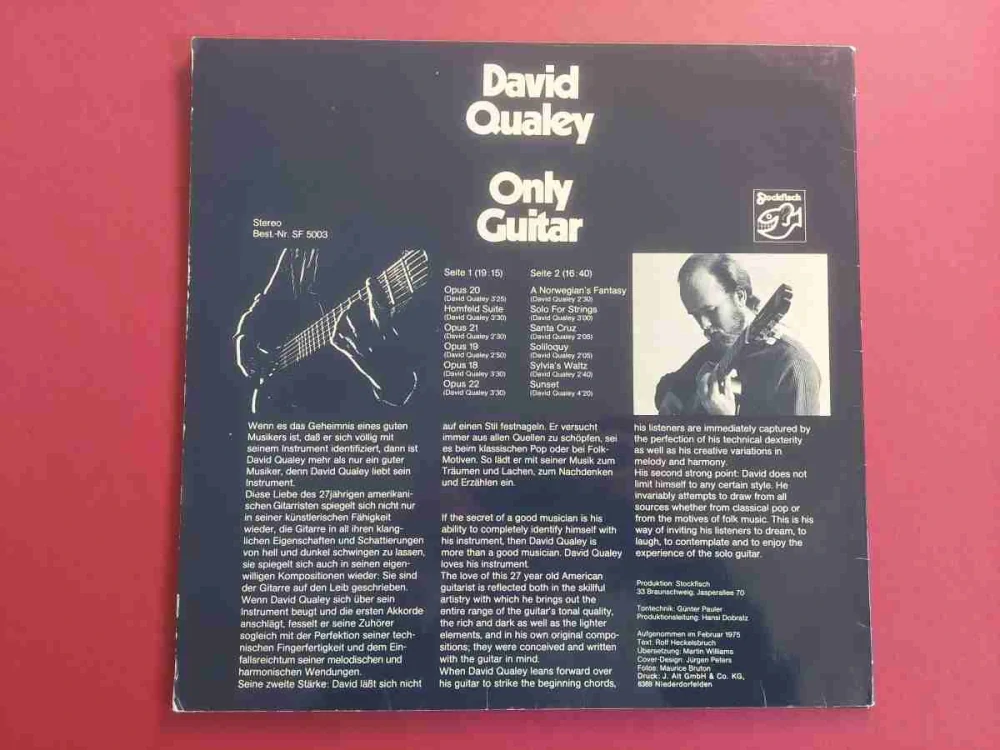 David
Qualey
Only
Guitar
Stockfisch
Stereo
Best.-Nr. SF 5003
Seite 1 (19:15)
Opus 20
(David Qualey 3'25)
Hornfeld Suite
(David Qualey 3'30)
Opus 21
(David Qualey 2'30)
Opus 19
(David Qualey 2'50)
Opus 18
(David Qualey 3'30)
Opus 22
(David Qualey 3'30)
Seite 2 (16:40)
A Norwegian's Fantasy
(David Qualey 2'30)
Solo For Strings
(David Qualey 3'00)
Santa Cruz
(David Qualey 2'05)
Soliloquy
(David Qualey 2'05)
Sylvia's Waltz
(David Qualey 2'40)
Sunset
(David Qualey 4'20)
Wenn es das Geheimnis eines guten
Musikers ist, daß er sich völlig mit
seinem Instrument identifiziert, dann ist
David Qualey mehr als nur ein guter
Musiker, denn David Qualey liebt sein
Instrument.
Diese Liebe des 27jährigen amerikani-
schen Gitarristen spiegelt sich nicht nur
in seiner künstlerischen Fähigkeit
wieder, die Gitarre in all ihren klang-
lichen Eigenschaften und Schattierungen
von hell und dunkel schwingen zu lassen,
sie spiegelt sich auch in seinen eigen-
willigen Kompositionen wieder: Sie sind
der Gitarre auf den Leib geschrieben.
Wenn David Qualey sich über sein
Instrument beugt und die ersten Akkorde
anschlägt, fesselt er seine Zuhörer
sogleich mit der Perfektion seiner tech-
nischen Fingerfertigkeit und dem Ein-
fallsreichtum seiner melodischen und
harmonischen Wendungen.
Seine zweite Stärke: David läßt sich nicht
auf einen Stil festnageln. Er versucht
immer aus allen Quellen zu schöpfen, sei
es beim klassischen Pop oder bei Folk-
Motiven. So lädt er mit seiner Musik zum
Träumen und Lachen, zum Nachdenken
und Erzählen ein.
If the secret of a good musician is his
ability to completely identify himself with
his instrument, then David Qualey is
more than a good musician. David Qualey
loves his instrument.
The love of this 27 year old American
guitarist is reflected both in the skillful
artistry with which he brings out the
entire range of the guitar's tonal quality,
the rich and dark as well as the lighter
elements, and in his own original compo-
sitions; they were conceived and written
with the guitar in mind.
When David Qualey leans forward over
his guitar to strike the beginning chords,
his listeners are immediately captured by
the perfection of his technical dexterity
as well as his creative variations in
melody and harmony.
His second strong point: David does not
limit himself to any certain style. He
invariably attempts to draw from all
sources whether from classical pop or
from the motives of folk music. This is his
way of inviting his listeners to dream, to
laugh, to contemplate and to enjoy the
experience of the solo guitar.
Produktion: Stockfisch
33 Braunschweig, Jasperallee 70
Tontechnik: Günter Pauler
Produktionsleitung: Hansi Dobratz
Aufgenommen im Februar 1975
Text: Rolf Heckelsbruch
Übersetzung: Martin Williams
Cover-Design: Jürgen Peters
Fotos: Maurice Bruton
Druck: J. Alt GmbH & Co. KG,
6369 Niederdorfelden